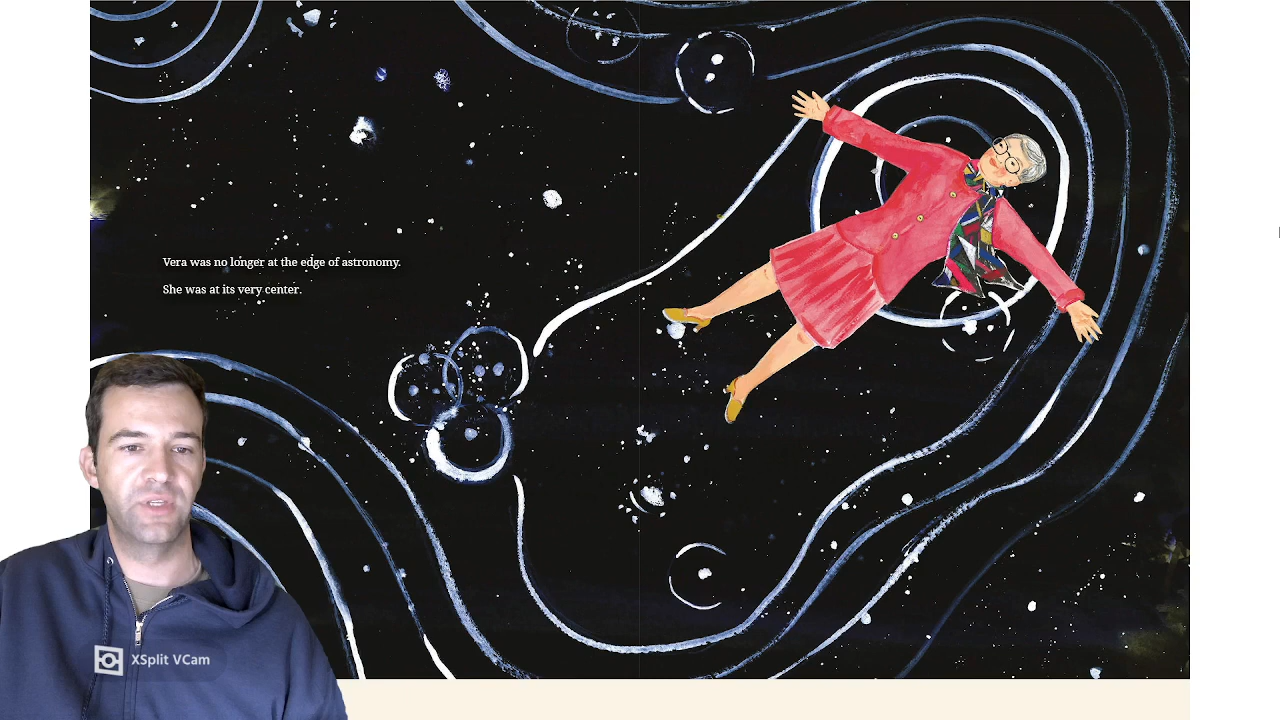 Vera was no longer at the edge of astronomy.
She was at its very center.
XSplit VCam